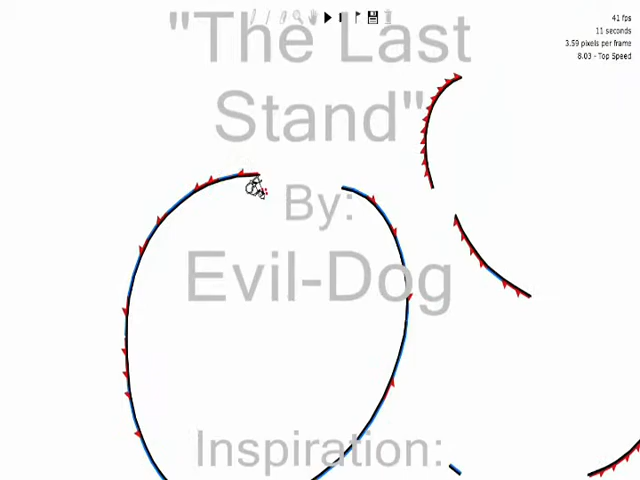 "The Last
Stand"
By:
Evil-Dog
Inspiration:
41 fps
11 seconds
3.59 pixels per frame
8.03 - Top Speed